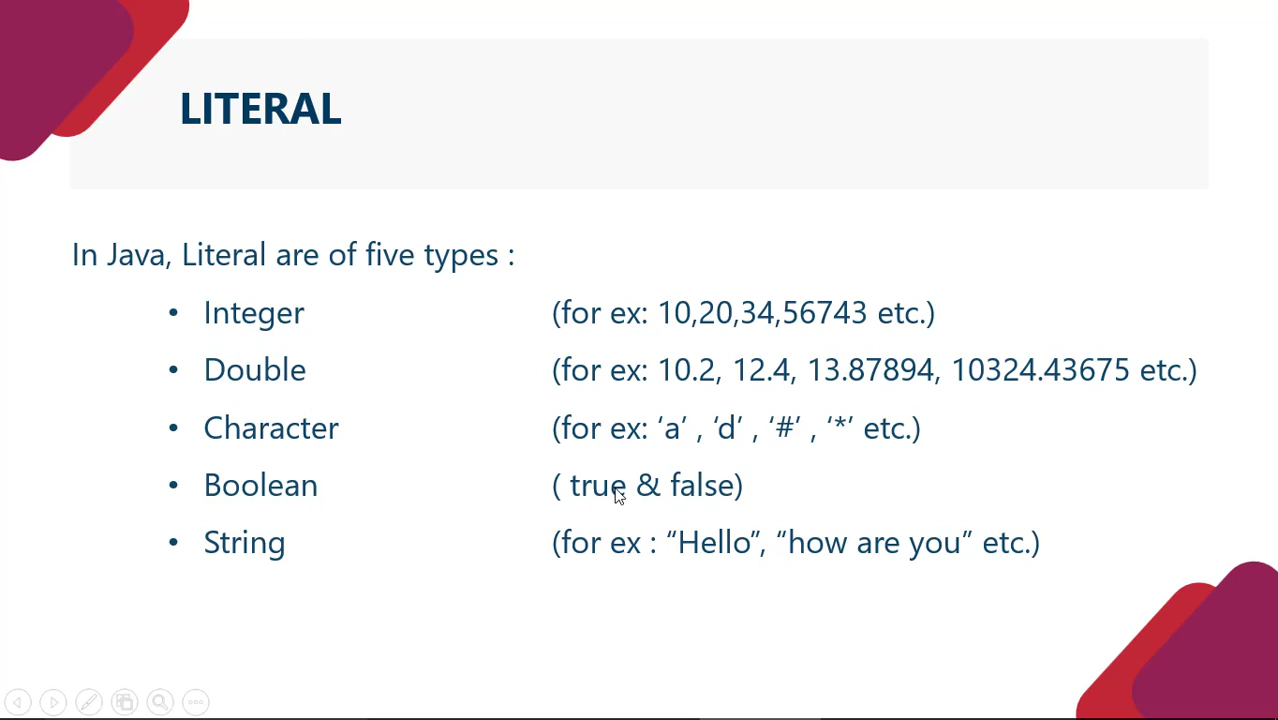 LITERAL
In Java, Literal are of five types :
• Integer (for ex: 10,20,34,56743 etc.)
• Double (for ex: 10.2, 12.4, 13.87894, 10324.43675 etc.)
• Character (for ex: ‘a’ , ‘d’ , ‘#’ , ‘*’ etc.)
• Boolean ( true & false)
• String (for ex : “Hello”, “how are you” etc.)